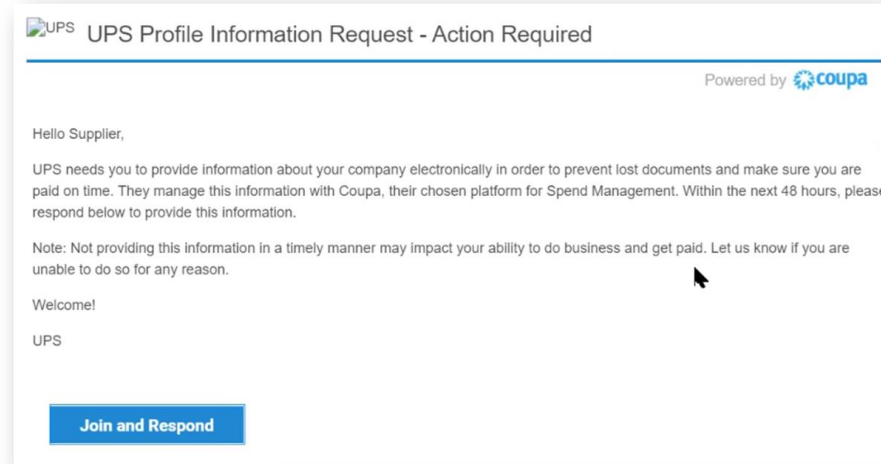 UPS UPS Profile Information Request - Action Required
Powered by coupa
Hello Supplier,
UPS needs you to provide information about your company electronically in order to prevent lost documents and make sure you are
paid on time. They manage this information with Coupa, their chosen platform for Spend Management. Within the next 48 hours, please
respond below to provide this information.
Note: Not providing this information in a timely manner may impact your ability to do business and get paid. Let us know if you are
unable to do so for any reason.
Welcome!
UPS
Join and Respond